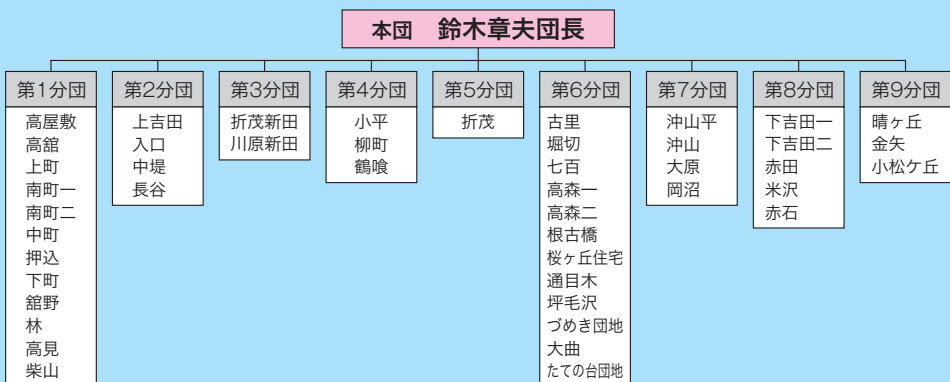 本団 鈴木章夫団長
第1分団
高屋敷
高舘
上町
南町一
南町二
中町
押込
下町
舘野
林
高見
柴山
第2分団
上吉田
入口
中堤
長谷
第3分団
折茂新田
川原新田
第4分団
小平
柳町
鶴喰
第5分団
折茂
第6分団
古里
堀切
七百
高森一
高森二
根古橋
桜ヶ丘住宅
通目木
坪毛沢
づめき団地
大曲
たての台団地
第7分団
沖山平
沖山
大原
岡沼
第8分団
下吉田一
下吉田二
赤田
米沢
赤石
第9分団
晴ヶ丘
金矢
小松ケ丘